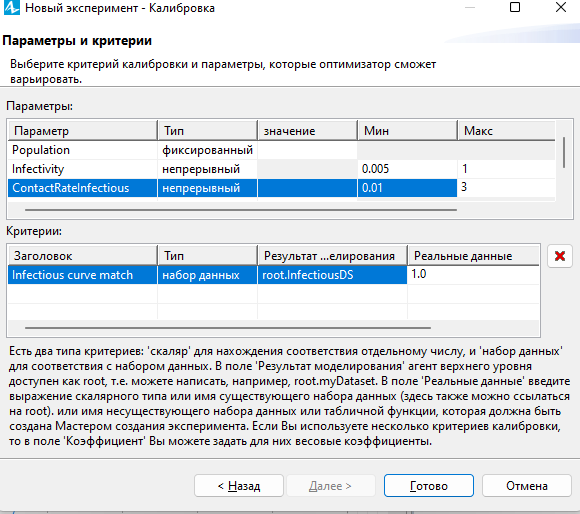 Новый эксперимент - Калибровка
Параметры и критерии
Выберите критерий калибровки и параметры, которые оптимизатор сможет
варьировать.
Параметры:
Параметр Тип значение Мин Макс
Population фиксированный
Infectivity непрерывный 0.005 1
ContactRateInfectious непрерывный 0.01 3
Критерии:
Заголовок Тип Результат ...елирования Реальные данные
Infectious curve match набор данных root.InfectiousDS 1.0
Есть два типа критериев: 'скаляр' для нахождения соответствия отдельному числу, и 'набор данных'
для соответствия с набором данных. В поле 'Результат моделирования' агент верхнего уровня
доступен как root, т.е. можете написать, например, root.myDataset. В поле 'Реальные данные' введите
выражение скалярного типа или имя существующего набора данных (здесь также можно ссылаться
на root). или имя несуществующего набора данных или табличной функции, которая должна быть
создана Мастером создания эксперимента. Если Вы используете несколько критериев калибровки,
то в поле 'Коэффициент' Вы можете задать для них весовые коэффициенты.
< Назад Далее > Готово Отмена